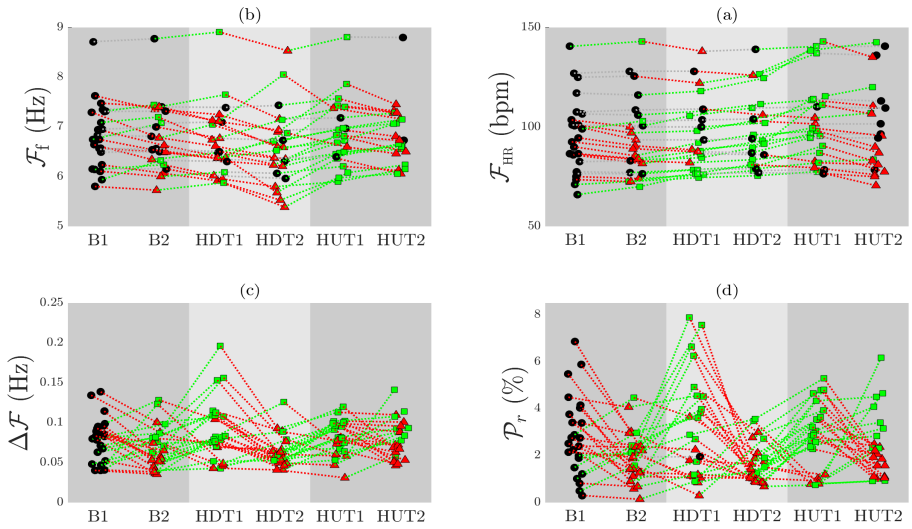 (b)
9
8
7
6
5
𝓕f (Hz)
B1 B2 HDT1 HDT2 HUT1 HUT2
(a)
150
100
50
𝓕HR (bpm)
B1 B2 HDT1 HDT2 HUT1 HUT2
(c)
0.25
0.2
0.15
0.1
0.05
0
Δ𝓕 (Hz)
B1 B2 HDT1 HDT2 HUT1 HUT2
(d)
8
6
4
2
0
𝓟r (%)
B1 B2 HDT1 HDT2 HUT1 HUT2